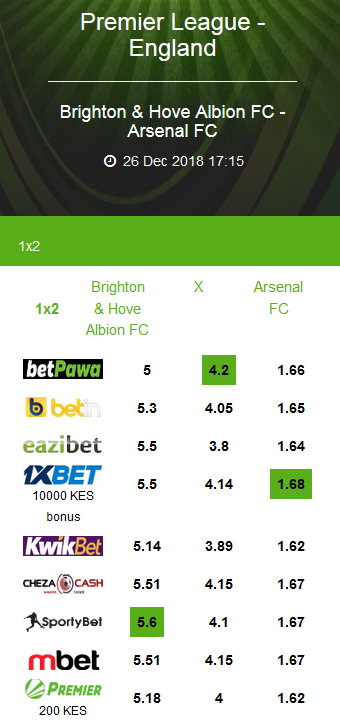 Premier League -
England
Brighton & Hove Albion FC -
Arsenal FC
26 Dec 2018 17:15
1x2
1x2 Brighton & Hove Albion FC X Arsenal FC
betPawa 5 4.2 1.66
b betin 5.3 4.05 1.65
eazibet 5.5 3.8 1.64
1XBET 5.5 4.14 1.68
10000 KES
bonus
KwikBet 5.14 3.89 1.62
CHEZA CASH 5.51 4.15 1.67
SportyBet 5.6 4.1 1.67
mbet 5.51 4.15 1.67
PREMIER 5.18 4 1.62
200 KES